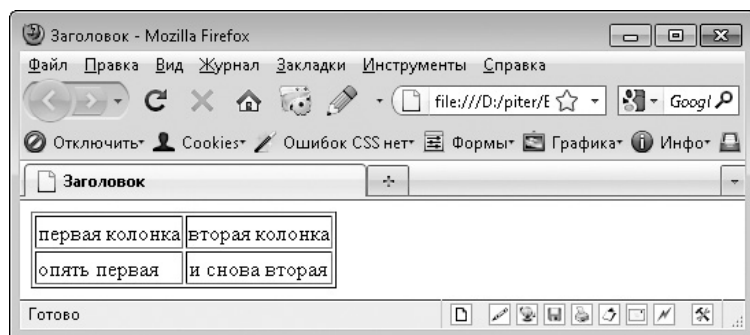 Заголовок - Mozilla Firefox
Файл Правка Вид Журнал Закладки Инструменты Справка
file:///D:/piter/E Googl
Отключить Cookies Ошибок CSS нет Формы Графика Инфо
Заголовок
первая колонка вторая колонка
опять первая и снова вторая
Готово